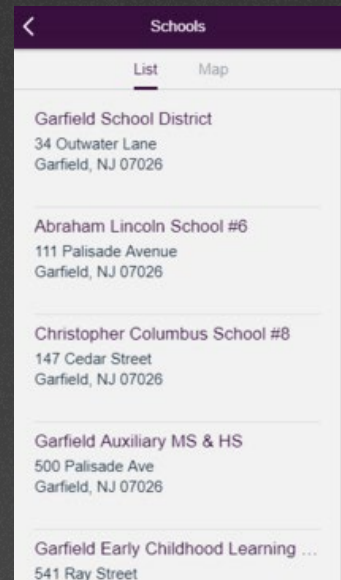 Schools
List Map
Garfield School District
34 Outwater Lane
Garfield, NJ 07026
Abraham Lincoln School #6
111 Palisade Avenue
Garfield, NJ 07026
Christopher Columbus School #8
147 Cedar Street
Garfield, NJ 07026
Garfield Auxiliary MS & HS
500 Palisade Ave
Garfield, NJ 07026
Garfield Early Childhood Learning ...
541 Ray Street